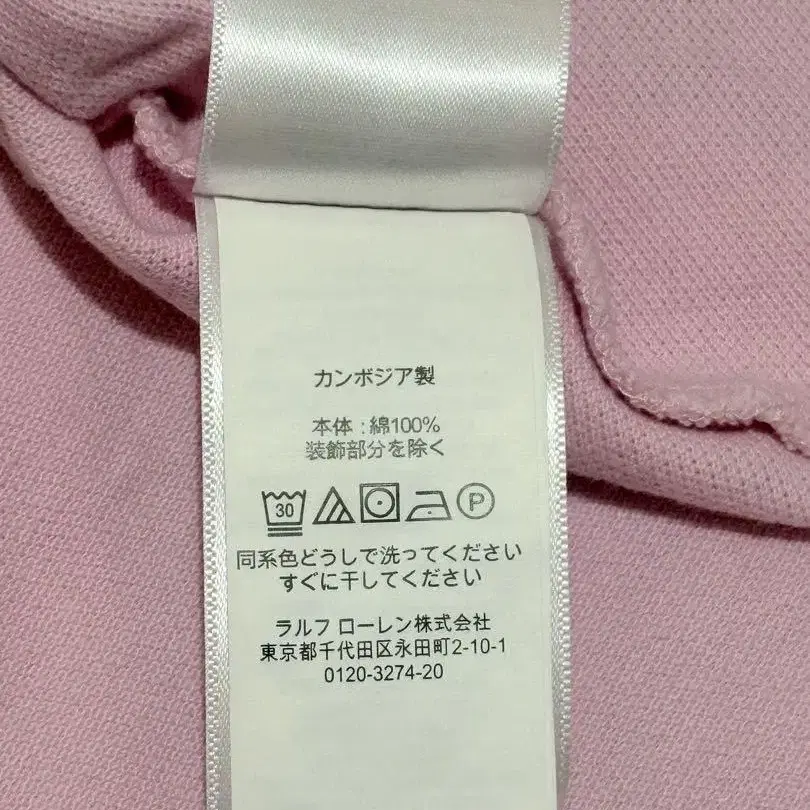 カンボジア製
本体 : 綿100%
装飾部分を除く
30 P
同系色どうしで洗ってください
すぐに干してください
ラルフ ローレン株式会社
東京都千代田区永田町2-10-1
0120-3274-20